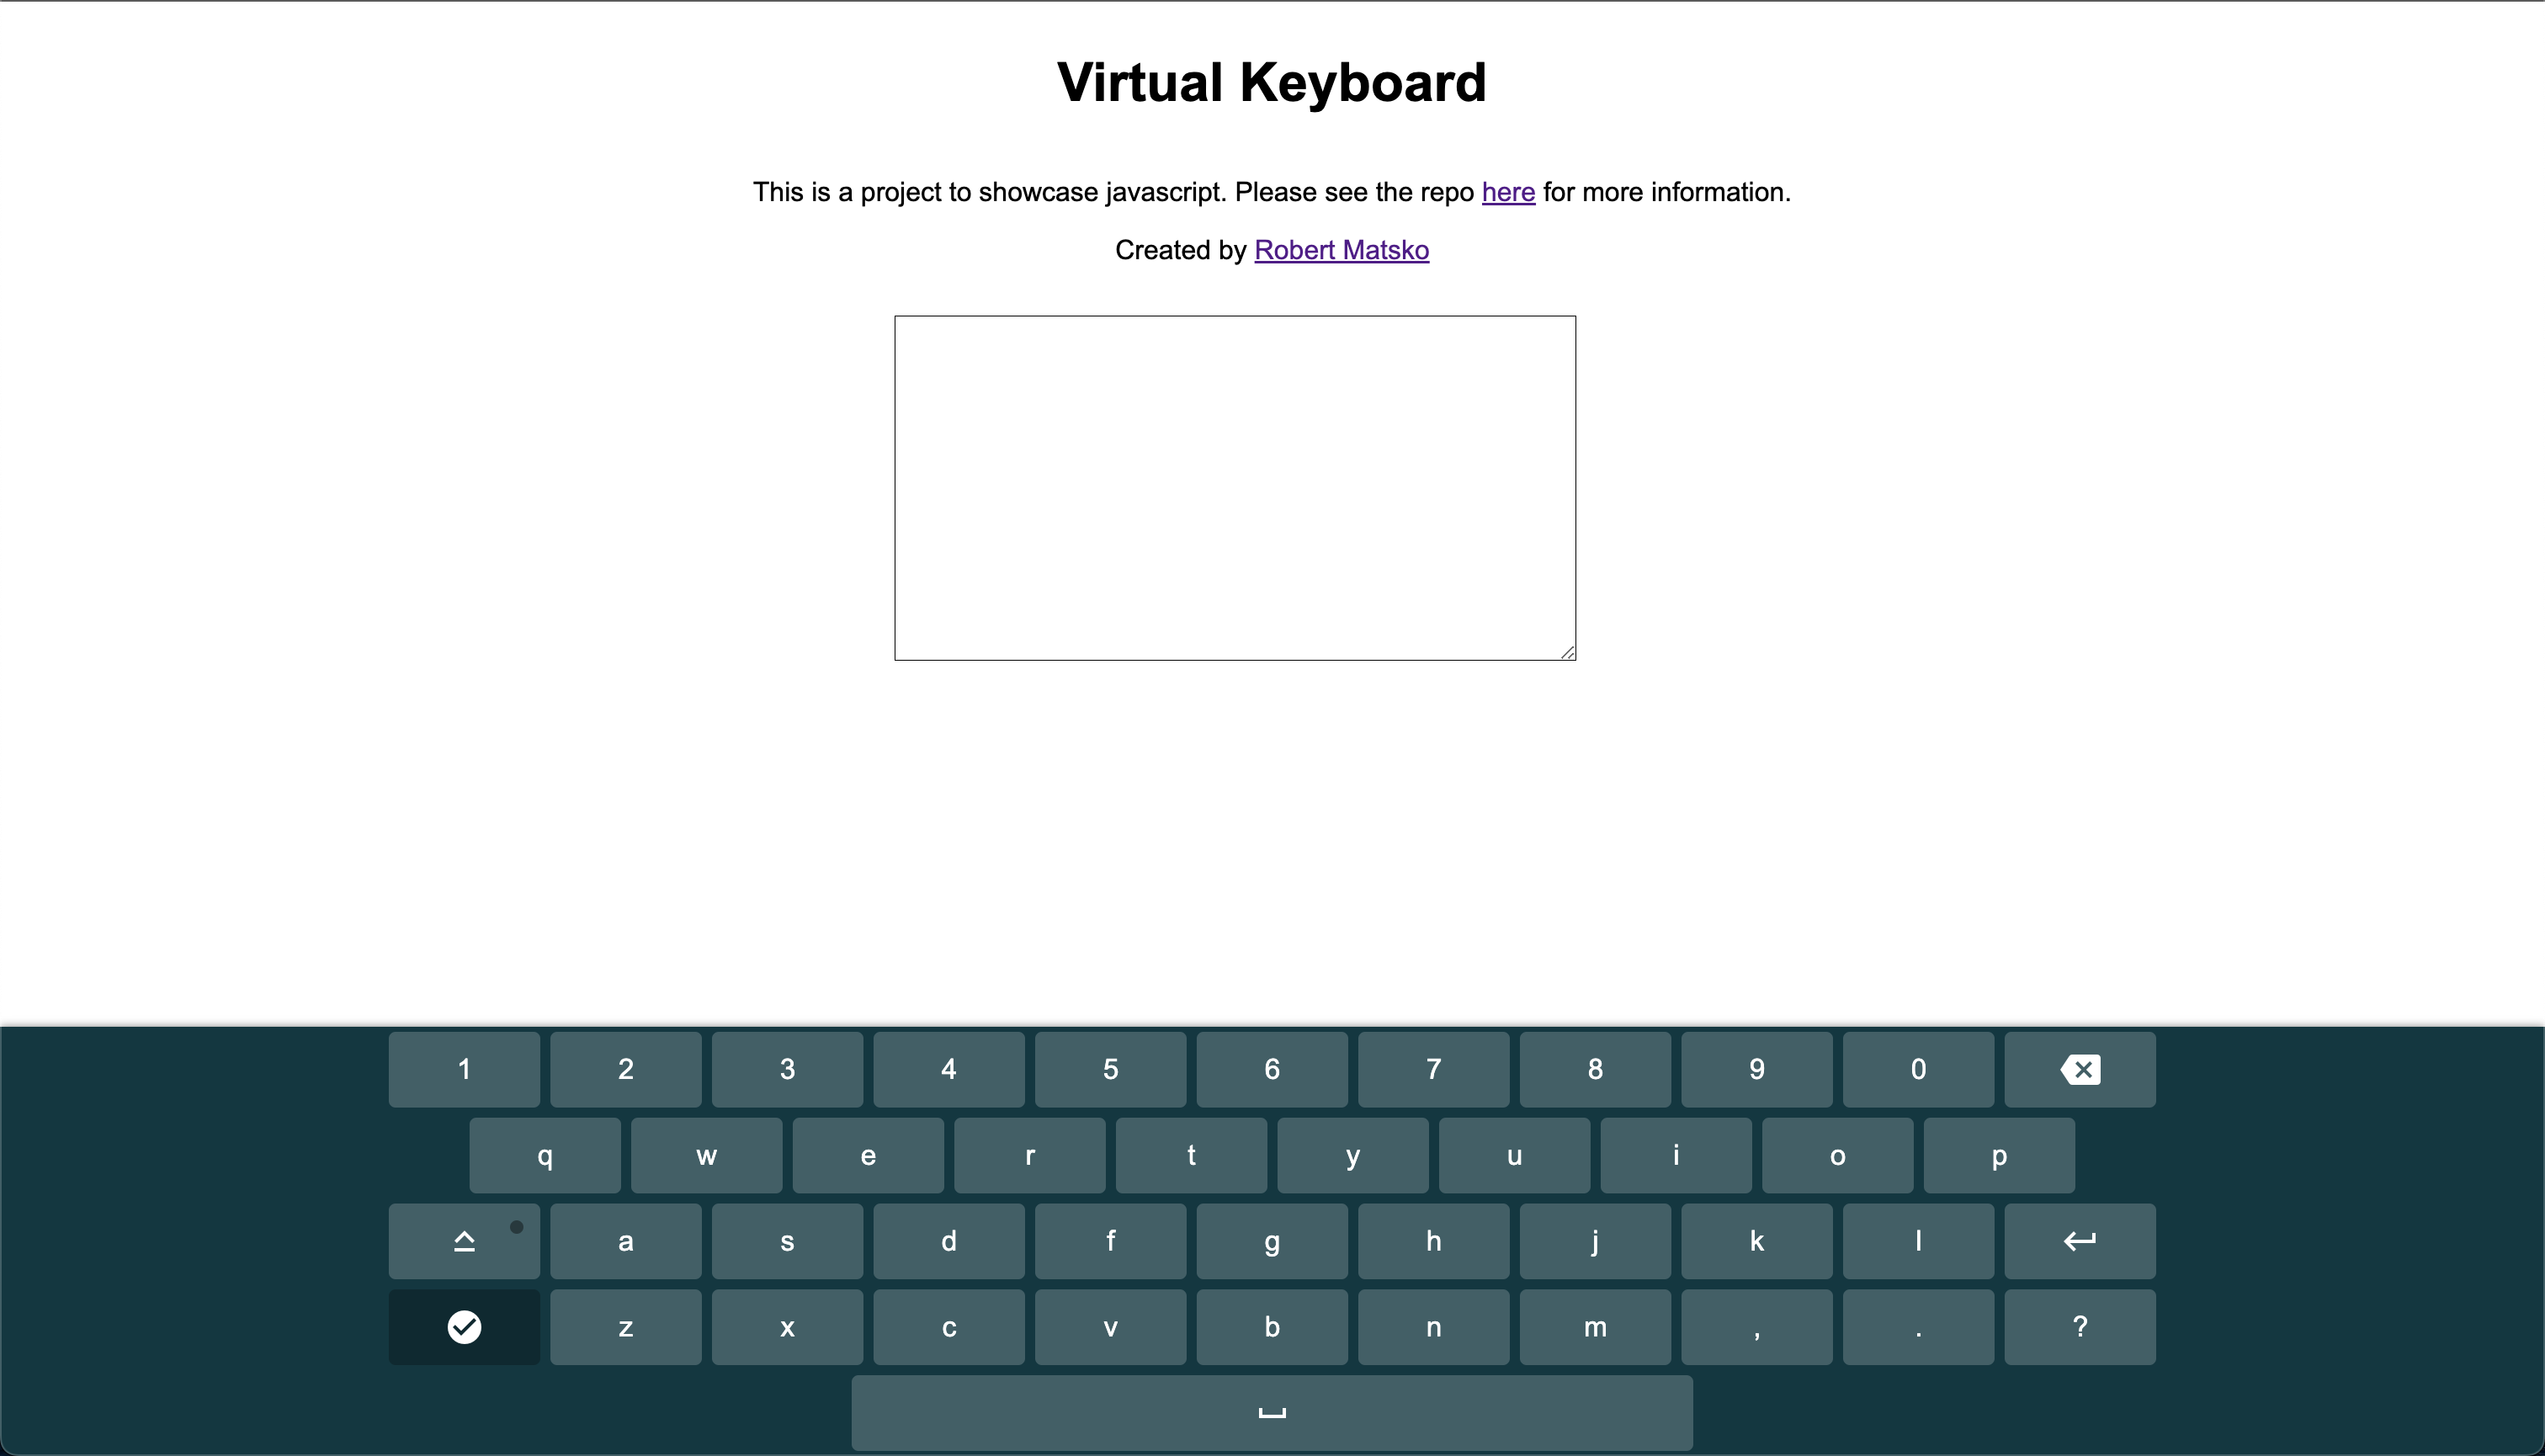 Virtual Keyboard
This is a project to showcase javascript. Please see the repo here for more information.
Created by Robert Matsko
1 2 3 4 5 6 7 8 9 0
q w e r t y u i o p
a s d f g h j k l
z x c v b n m , . ?